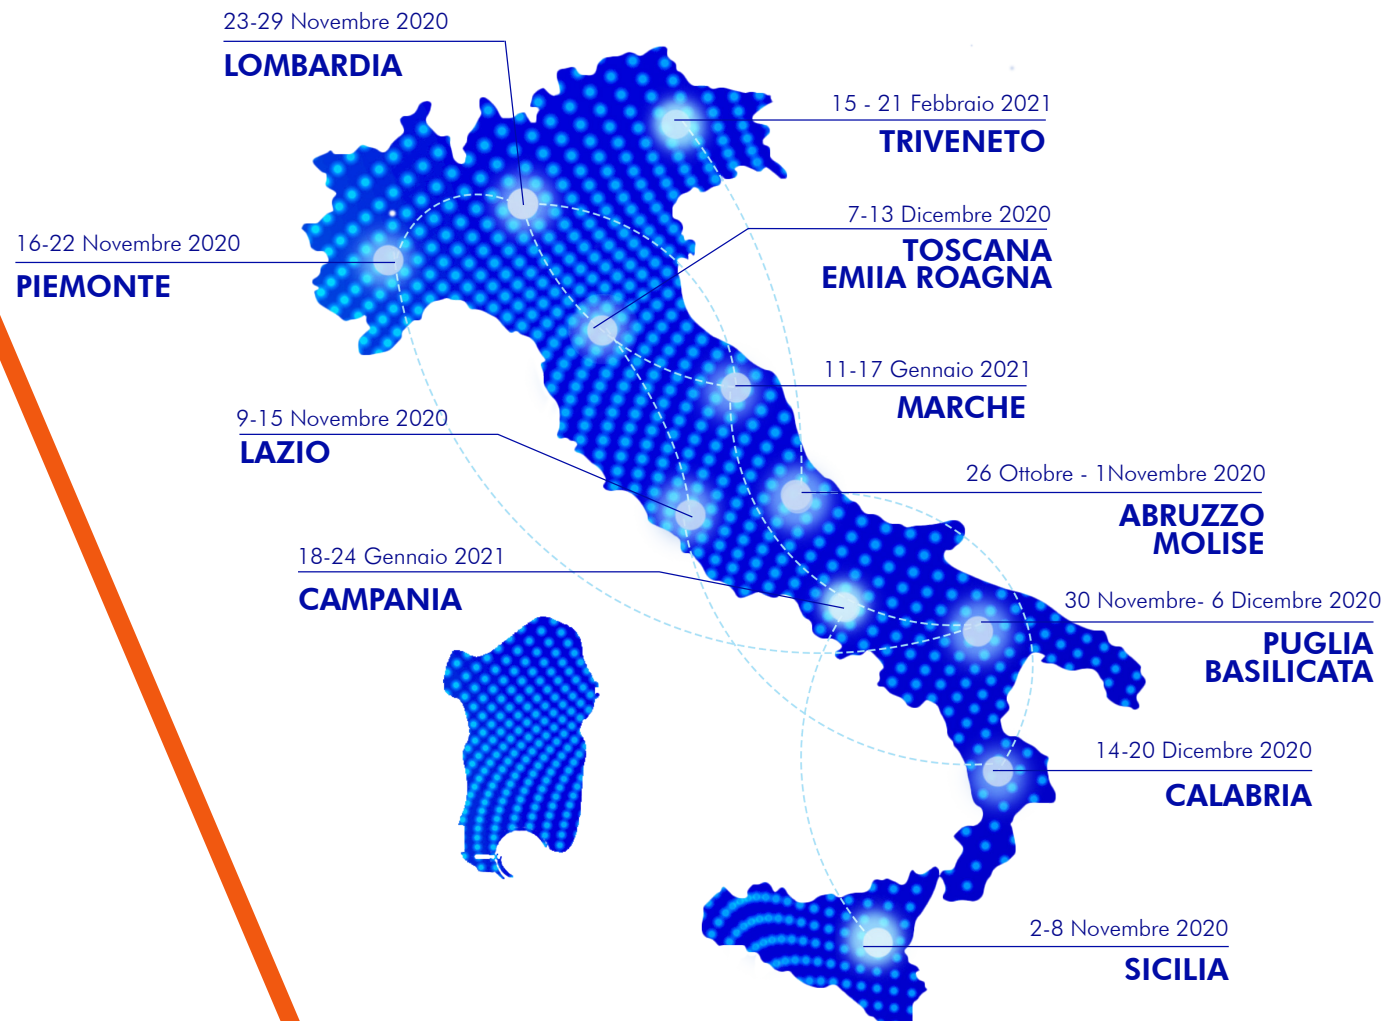 23-29 Novembre 2020
LOMBARDIA
15 - 21 Febbraio 2021
TRIVENETO
7-13 Dicembre 2020
TOSCANA
EMIIA ROAGNA
16-22 Novembre 2020
PIEMONTE
11-17 Gennaio 2021
MARCHE
9-15 Novembre 2020
LAZIO
26 Ottobre - 1Novembre 2020
ABRUZZO
MOLISE
18-24 Gennaio 2021
CAMPANIA
30 Novembre- 6 Dicembre 2020
PUGLIA
BASILICATA
14-20 Dicembre 2020
CALABRIA
2-8 Novembre 2020
SICILIA